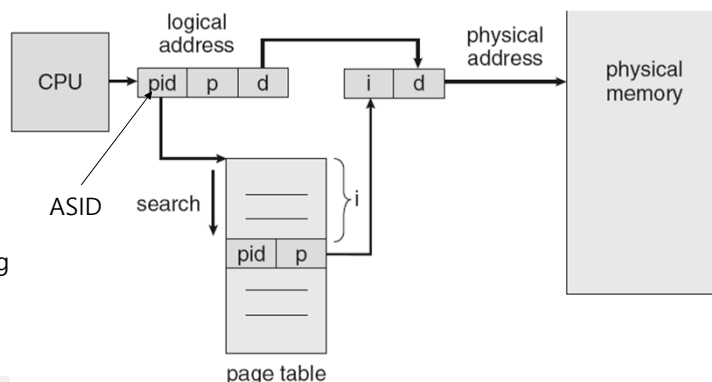 logical
address
physical
address
CPU
pid p d
i d
physical
memory
ASID
search
i
pid p
g
page table